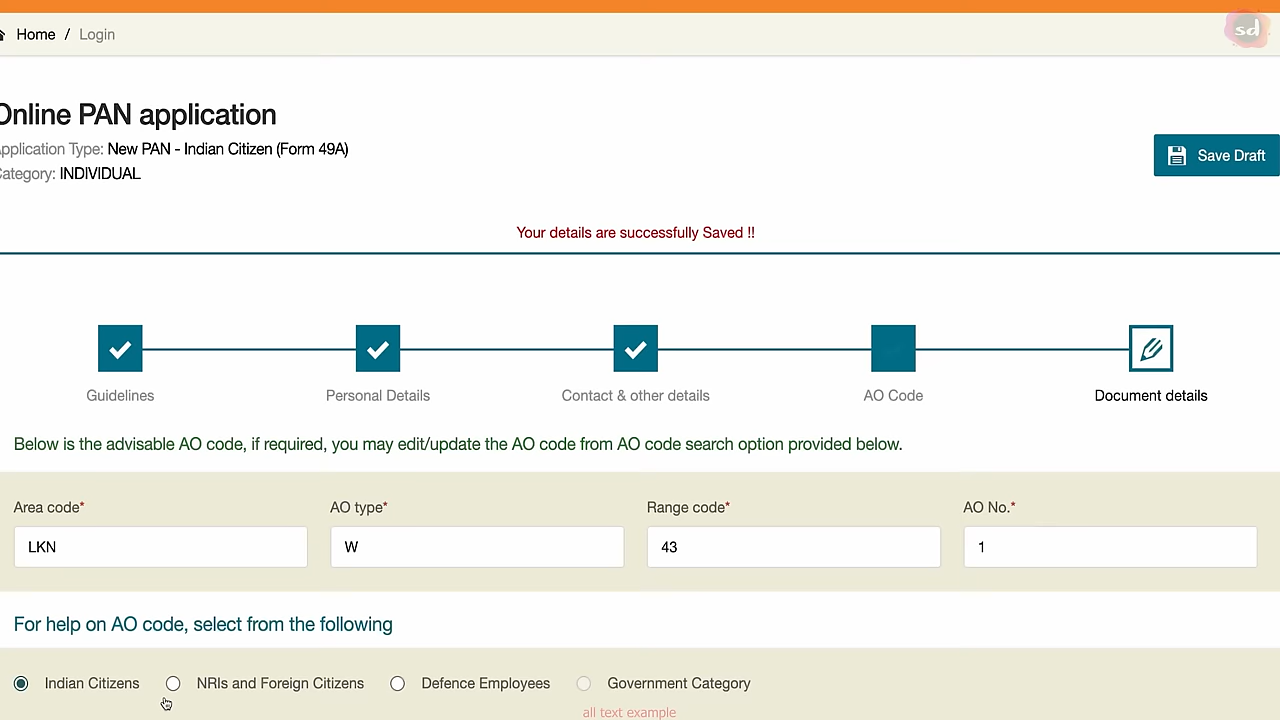 Home / Login
sd
Online PAN application
Application Type: New PAN - Indian Citizen (Form 49A)
Category: INDIVIDUAL
Save Draft
Your details are successfully Saved !!
Guidelines
Personal Details
Contact & other details
AO Code
Document details
Below is the advisable AO code, if required, you may edit/update the AO code from AO code search option provided below.
Area code*
AO type*
Range code*
AO No.*
LKN
W
43
1
For help on AO code, select from the following
Indian Citizens
NRIs and Foreign Citizens
Defence Employees
Government Category
all text example